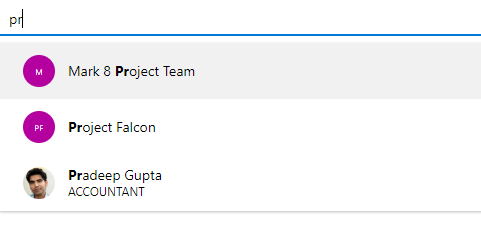 pr
M
Mark 8 Project Team
PF
Project Falcon
Pradeep Gupta
ACCOUNTANT